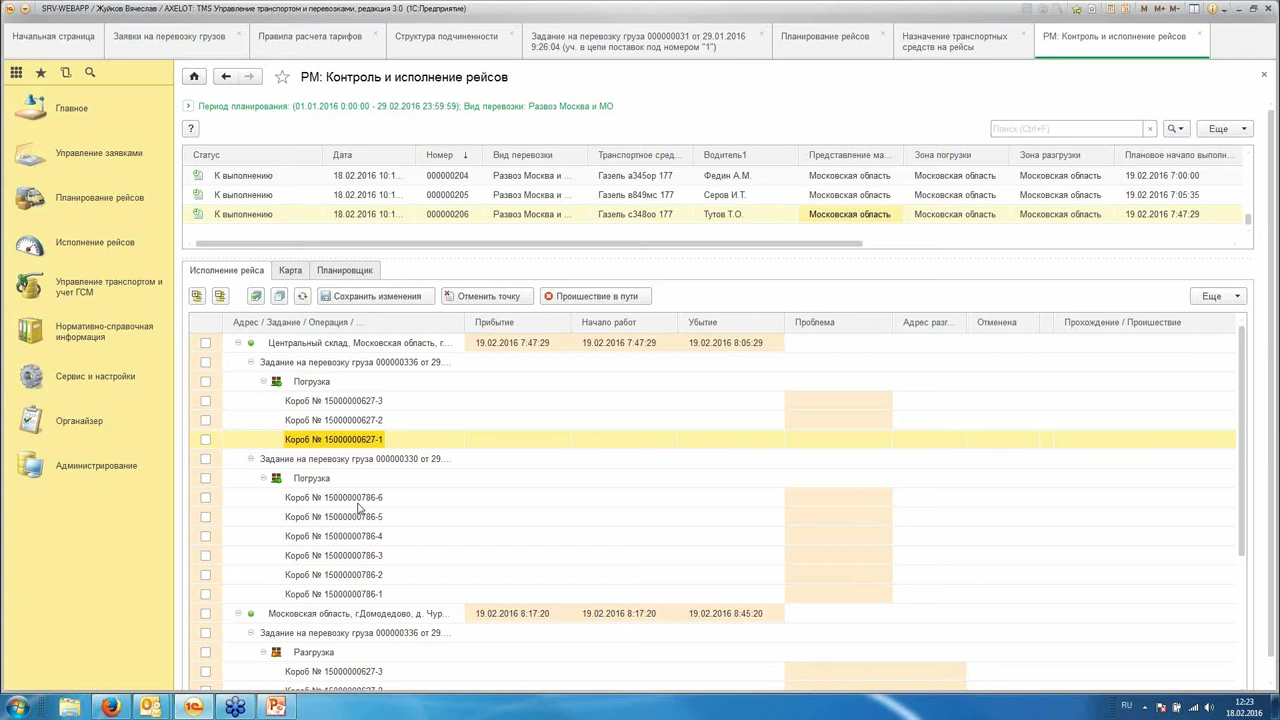 SRV-WEBAPP / Жуйков Вячеслав / AXELOT: TMS Управление транспортом и перевозками, редакция 3.0 (1С:Предприятие)
M M+ M-
Начальная страница
Заявки на перевозку грузов
Правила расчета тарифов
Структура подчиненности
Задание на перевозку груза 000000031 от 29.01.2016
9:26:04 (уч. в цепи поставок под номером "1")
Планирование рейсов
Назначение транспортных
средств на рейсы
РМ: Контроль и исполнение рейсов
Главное
Управление заявками
Планирование рейсов
Исполнение рейсов
Управление транспортом и
учет ГСМ
Нормативно-справочная
информация
Сервис и настройки
Органайзер
Администрирование
РМ: Контроль и исполнение рейсов
Период планирования: (01.01.2016 0:00:00 - 29.02.2016 23:59:59); Вид перевозки: Развоз Москва и МО
?
Поиск (Ctrl+F)
Еще
Статус Дата Номер Вид перевозки Транспортное сред... Водитель1 Представление ма... Зона погрузки Зона разгрузки Плановое начало выполн...
К выполнению 18.02.2016 10:1... 000000204 Развоз Москва и ... Газель а345ор 177 Федин А.М. Московская область Московская область Московская область 19.02.2016 7:00:00
К выполнению 18.02.2016 10:1... 000000205 Развоз Москва и ... Газель в849мс 177 Серов И.Т. Московская область Московская область Московская область 19.02.2016 7:05:35
К выполнению 18.02.2016 10:1... 000000206 Развоз Москва и ... Газель с348оо 177 Тутов Т.О. Московская область Московская область Московская область 19.02.2016 7:47:29
Исполнение рейса Карта Планировщик
Сохранить изменения Отменить точку Происшествие в пути Еще
Адрес / Задание / Операция / ... Прибытие Начало работ Убытие Проблема Адрес разг... Отменена Прохождение / Происшествие
Центральный склад, Московская область, г.... 19.02.2016 7:47:29 19.02.2016 7:47:29 19.02.2016 8:05:29
Задание на перевозку груза 000000336 от 29....
Погрузка
Короб № 15000000627-3
Короб № 15000000627-2
Короб № 15000000627-1
Задание на перевозку груза 000000330 от 29....
Погрузка
Короб № 15000000786-6
Короб № 15000000786-5
Короб № 15000000786-4
Короб № 15000000786-3
Короб № 15000000786-2
Короб № 15000000786-1
Московская область, г.Домодедово, д. Чур... 19.02.2016 8:17:20 19.02.2016 8:17:20 19.02.2016 8:45:20
Задание на перевозку груза 000000336 от 29....
Разгрузка
Короб № 15000000627-3
RU
12:23
18.02.2016